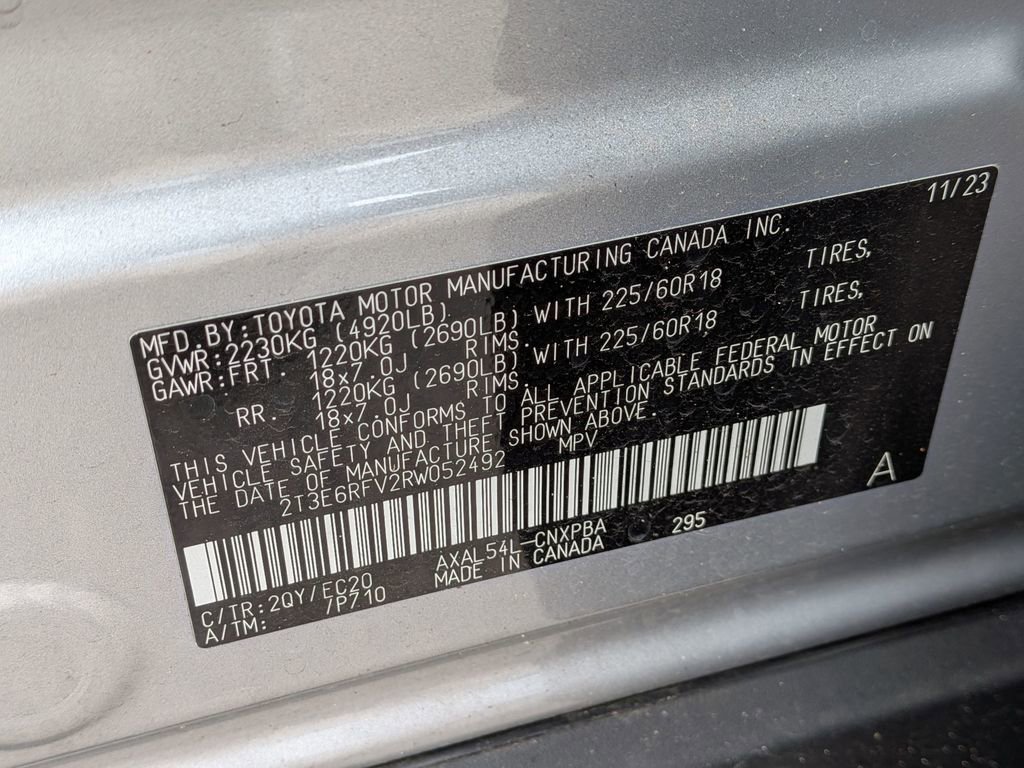 11/23
MFD.BY:TOYOTA MOTOR MANUFACTURING CANADA INC.
GVWR:2230KG (4920LB)
GAWR:FRT. 1220KG (2690LB) WITH 225/60R18 TIRES,
18x7.0J RIMS.
RR. 1220KG (2690LB) WITH 225/60R18 TIRES,
18x7.0J RIMS.
THIS VEHICLE CONFORMS TO ALL APPLICABLE FEDERAL MOTOR
VEHICLE SAFETY AND THEFT PREVENTION STANDARDS IN EFFECT ON
THE DATE OF MANUFACTURE SHOWN ABOVE.
2T3E6RFV2RW052492 MPV
A
C/TR:2QY/EC20 AXAL54L-CNXPBA 295
A/TM: /P710 MADE IN CANADA